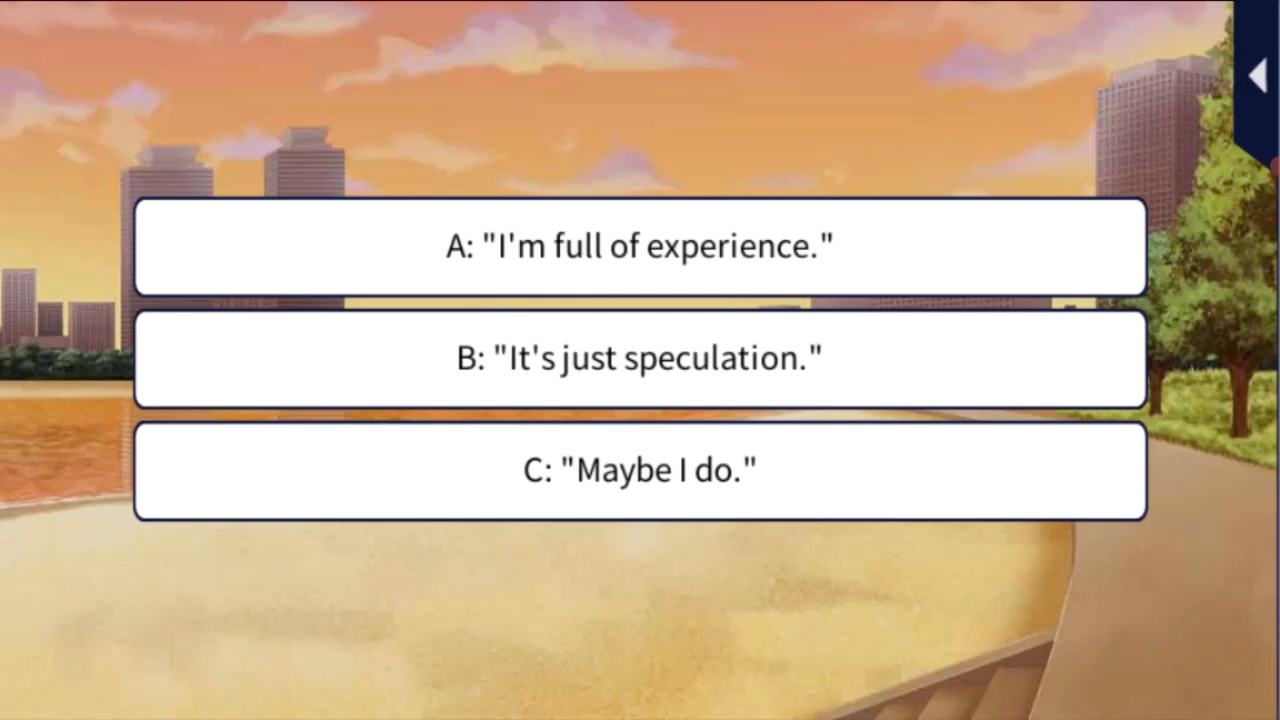 A: "I'm full of experience."
B: "It's just speculation."
C: "Maybe I do."